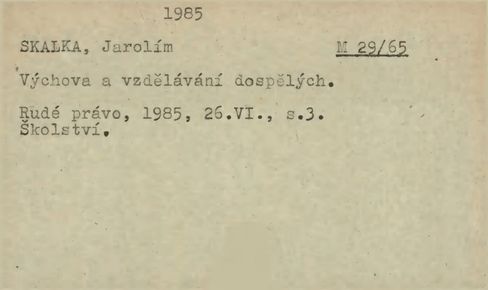 1985
SKALKA, Jarolím M 29/65
Výchova a vzdělávání dospělých.
Rudé právo, 1985, 26.VI., s.3.
Školství.